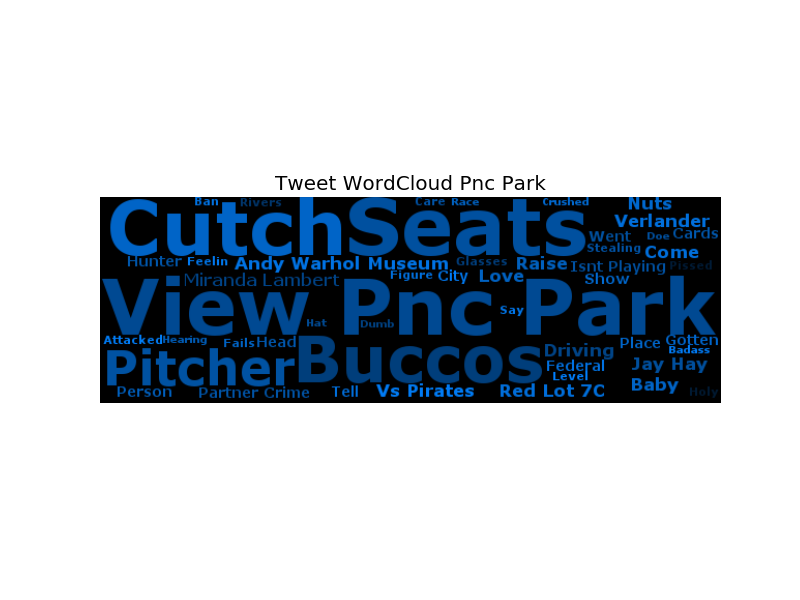 Tweet WordCloud Pnc Park
Ban Rivers Care Race Crushed Nuts
Cutch Seats Verlander
Went Doe Cards
Stealing Come
Hunter Feelin Andy Warhol Museum Glasses Raise Isnt Playing Pissed
Miranda Lambert Figure City Love Show
View Pnc Park
Hat Dumb Say
Attacked Hearing Fails Head Place Gotten
Pitcher Buccos Driving Badass
Federal Jay Hay
Level Baby
Person Partner Crime Tell Vs Pirates Red Lot 7C Holy